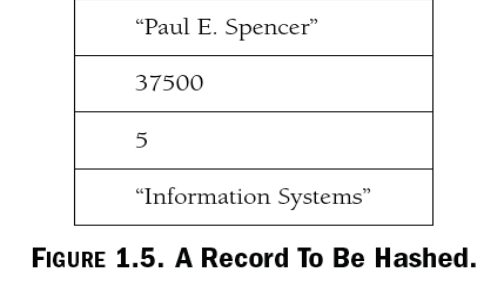 “Paul E. Spencer”
37500
5
“Information Systems”
FIGURE 1.5. A Record To Be Hashed.